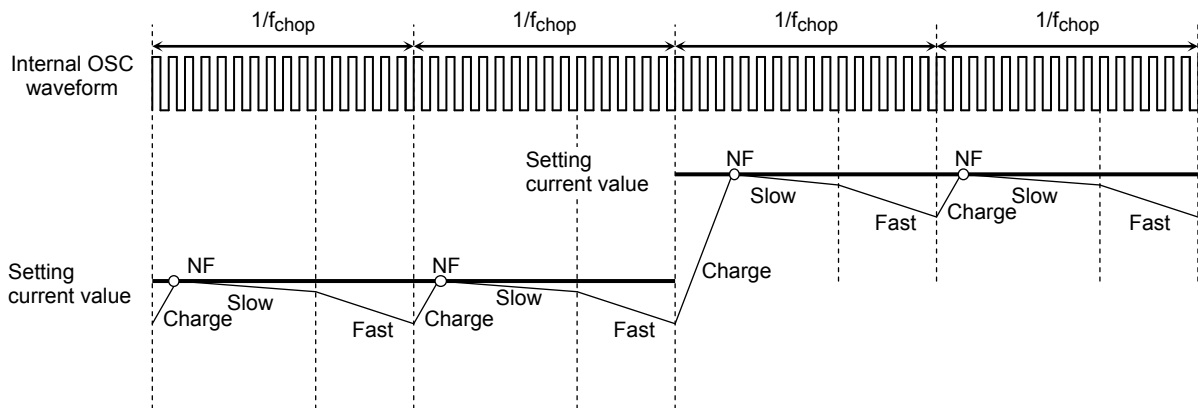 1/fchop 1/fchop 1/fchop 1/fchop
Internal OSC
waveform
Setting
current value
NF
Slow
Fast
Charge
NF
Slow
Fast
Charge
Setting
current value
NF
Slow
Fast
Charge
NF
Slow
Fast
Charge